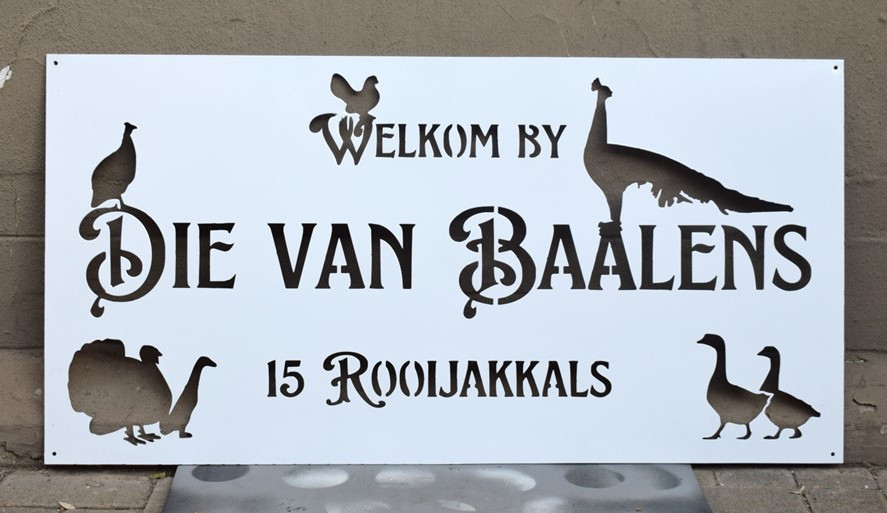 Welkom by
Die van Baalens
15 Rooijakkals